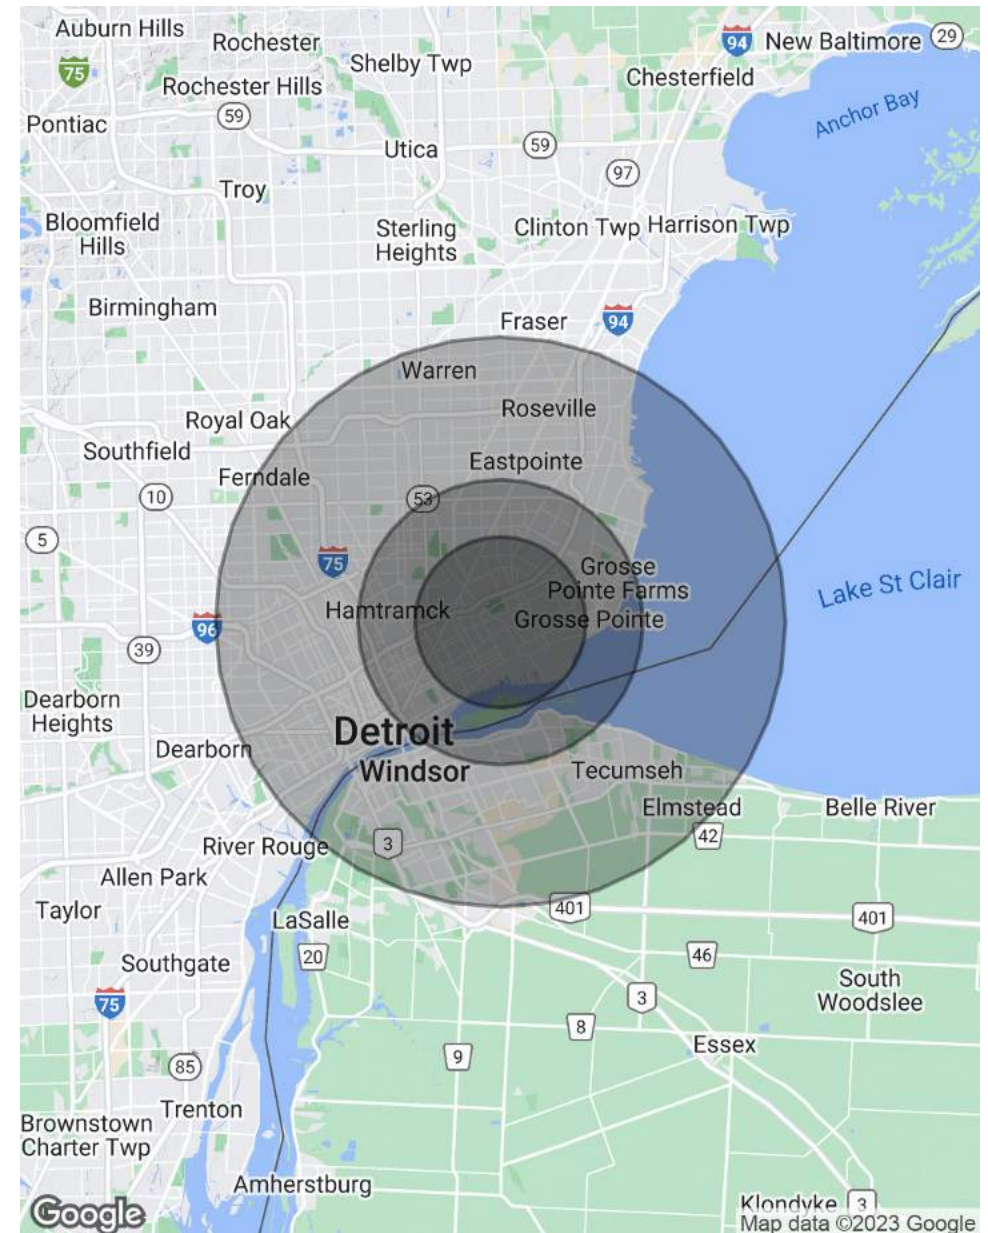 Auburn Hills
Rochester
94
New Baltimore
29
75
Shelby Twp
Chesterfield
Rochester Hills
Anchor Bay
59
Pontiac
Utica
59
97
Troy
Bloomfield
Hills
Sterling
Heights
Clinton Twp
Harrison Twp
Birmingham
Fraser
94
Warren
Royal Oak
Roseville
Southfield
Eastpointe
Ferndale
10
53
5
75
Grosse
Pointe Farms
Lake St Clair
Hamtramck
Grosse Pointe
96
39
Dearborn
Heights
Detroit
Dearborn
Windsor
Tecumseh
Elmstead
Belle River
42
River Rouge
3
Allen Park
Taylor
LaSalle
401
401
20
46
Southgate
75
3
South
Woodslee
8
Essex
9
85
Trenton
Brownstown
Charter Twp
Amherstburg
Klondyke
3
Google
Map data ©2023 Google